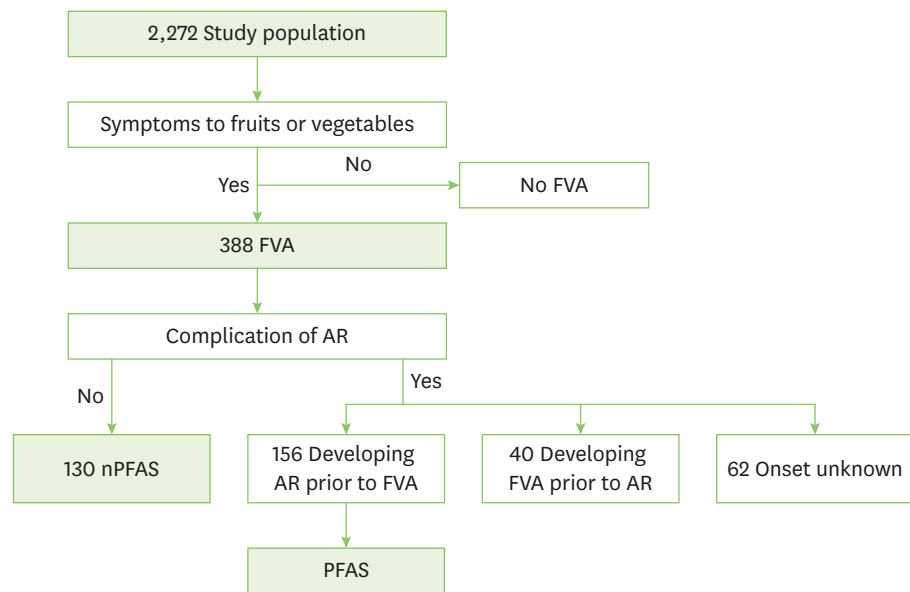 2,272 Study population
Symptoms to fruits or vegetables
No
Yes
No FVA
388 FVA
Complication of AR
No
Yes
130 nPFAS
156 Developing
AR prior to FVA
40 Developing
FVA prior to AR
62 Onset unknown
PFAS